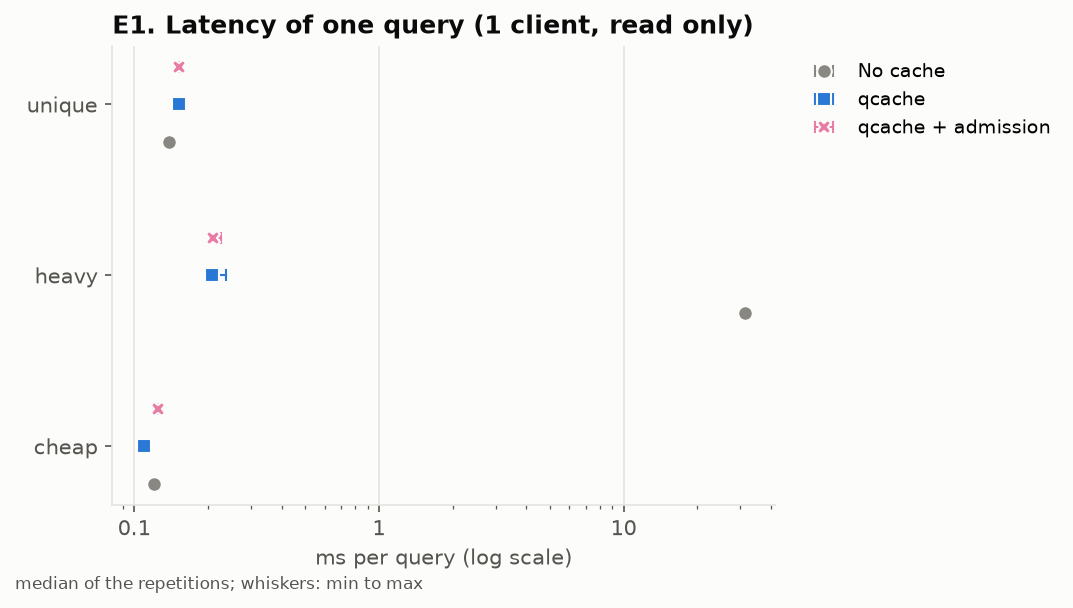 E1. Latency of one query (1 client, read only)
No cache
qcache
qcache + admission
unique
heavy
cheap
0.1
1
10
ms per query (log scale)
median of the repetitions; whiskers: min to max